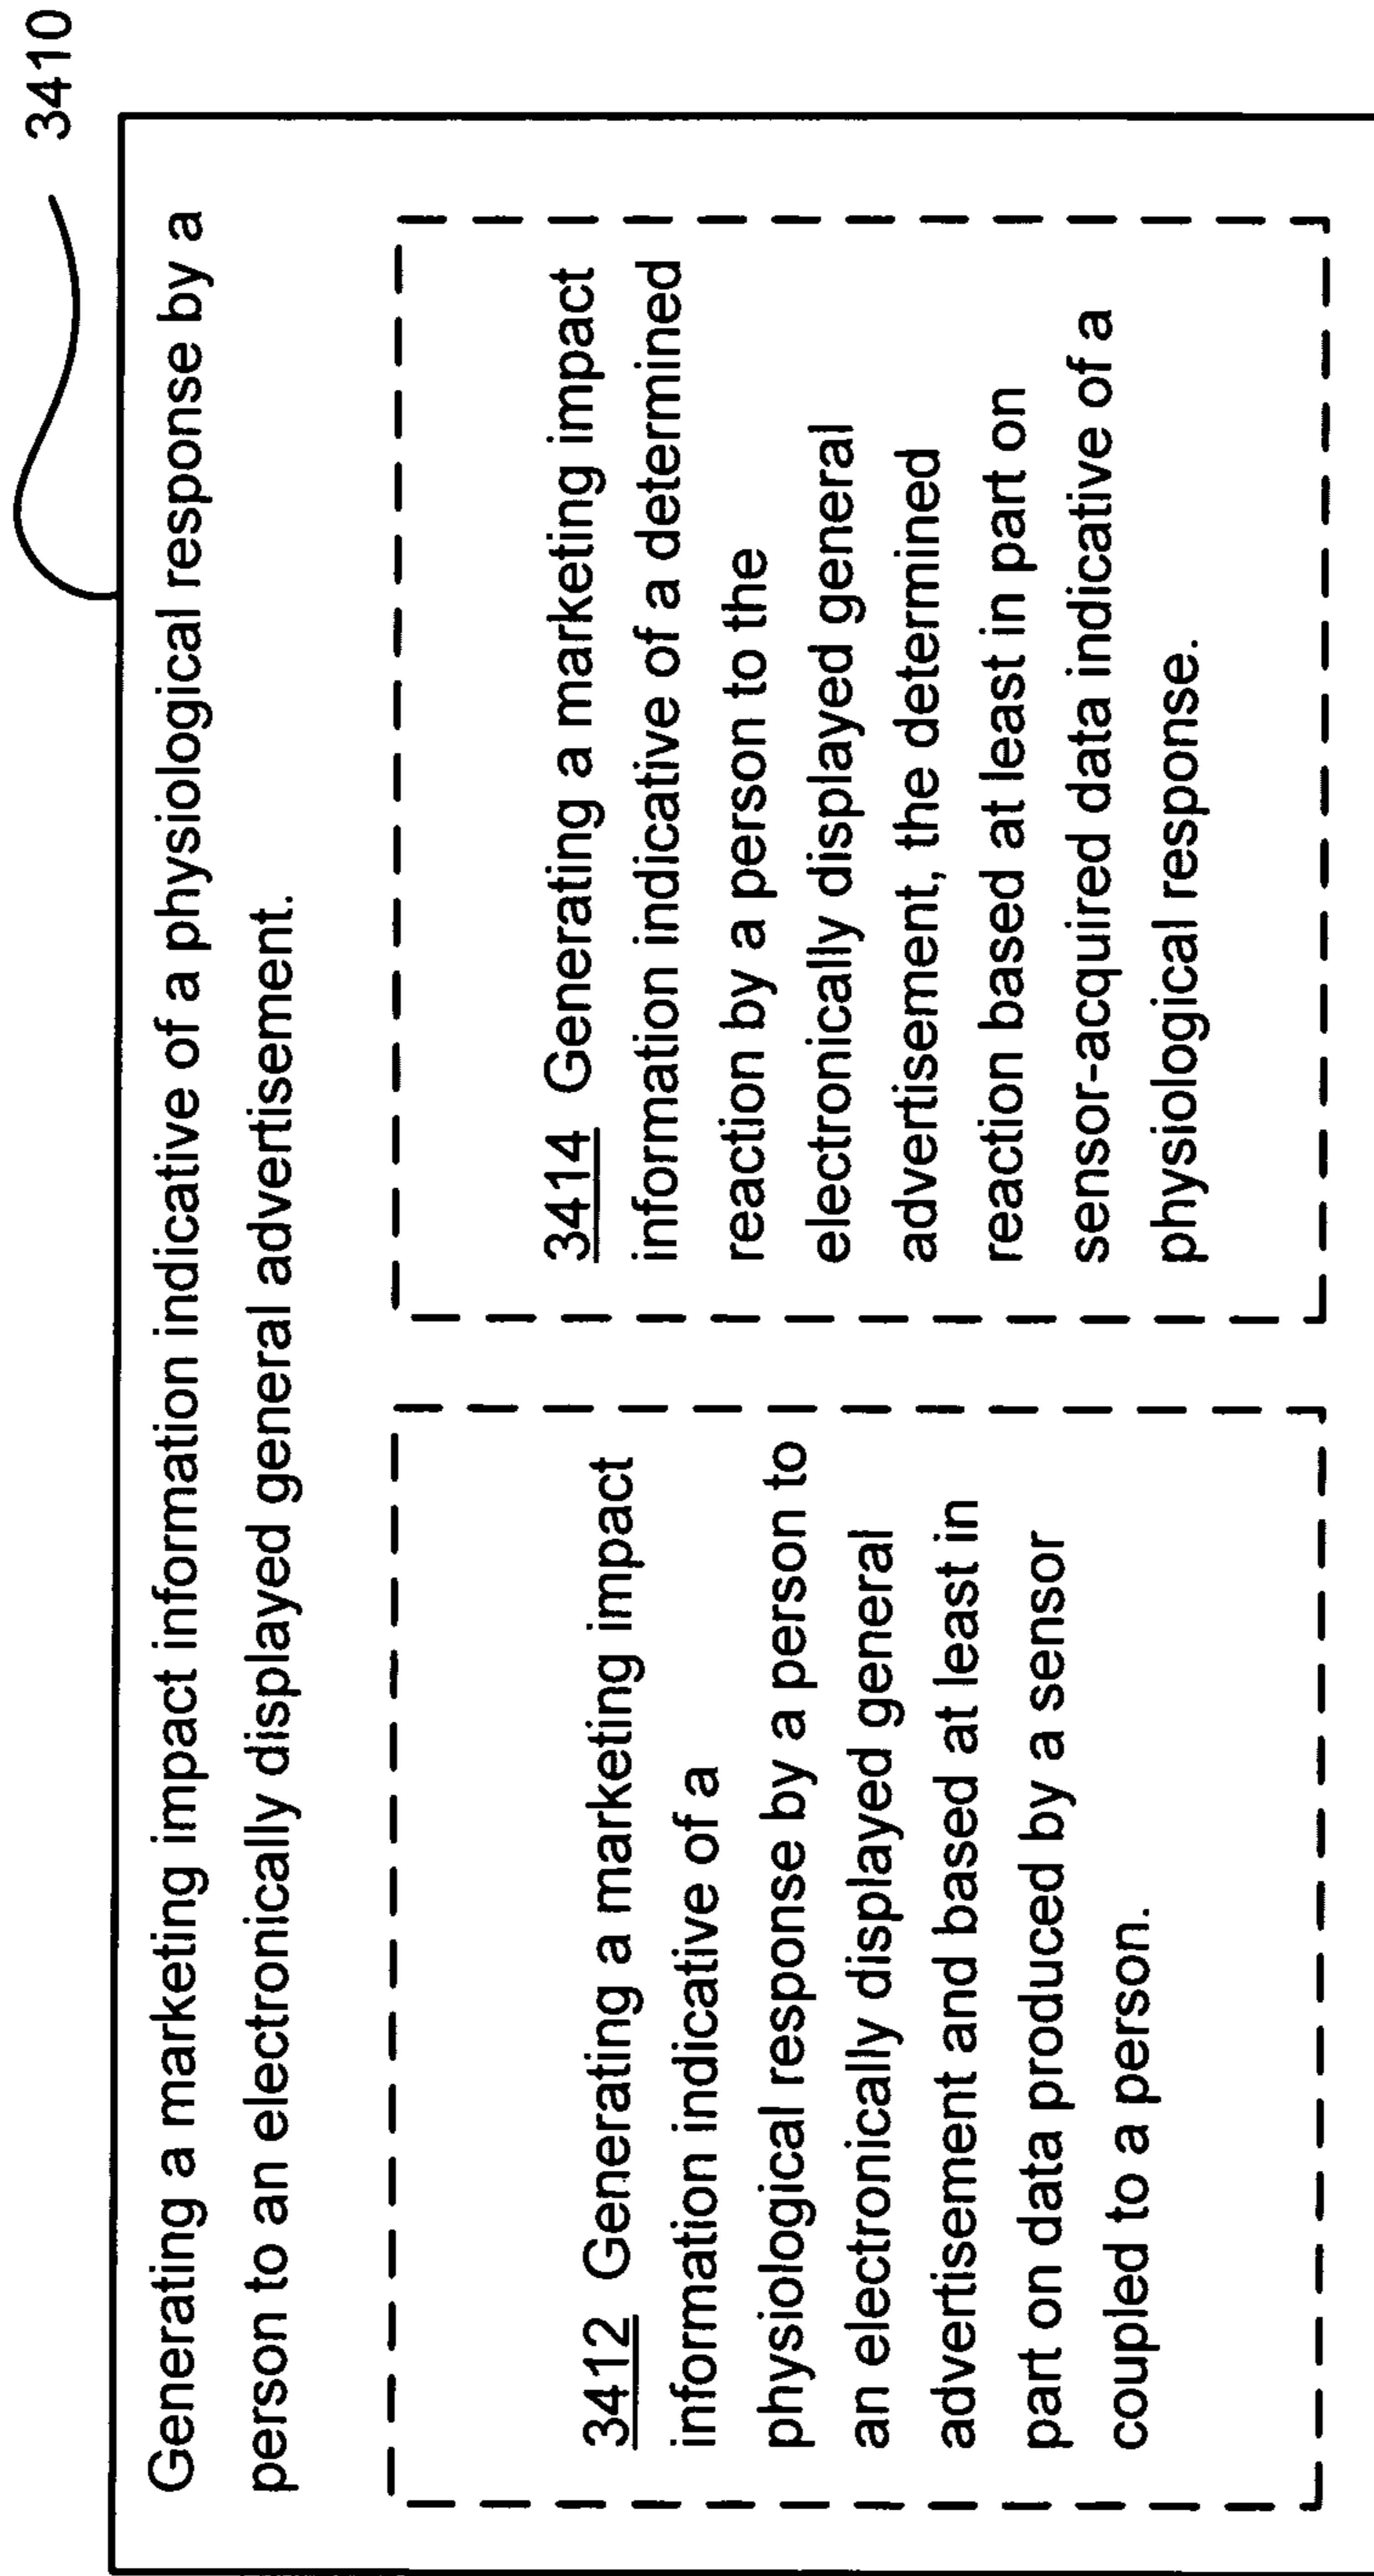 3410
Generating a marketing impact information indicative of a physiological response by a
person to an electronically displayed general advertisement.
3412 Generating a marketing impact
information indicative of a
physiological response by a person to
an electronically displayed general
advertisement and based at least in
part on data produced by a sensor
coupled to a person.
3414 Generating a marketing impact
information indicative of a determined
reaction by a person to the
electronically displayed general
advertisement, the determined
reaction based at least in part on
sensor-acquired data indicative of a
physiological response.